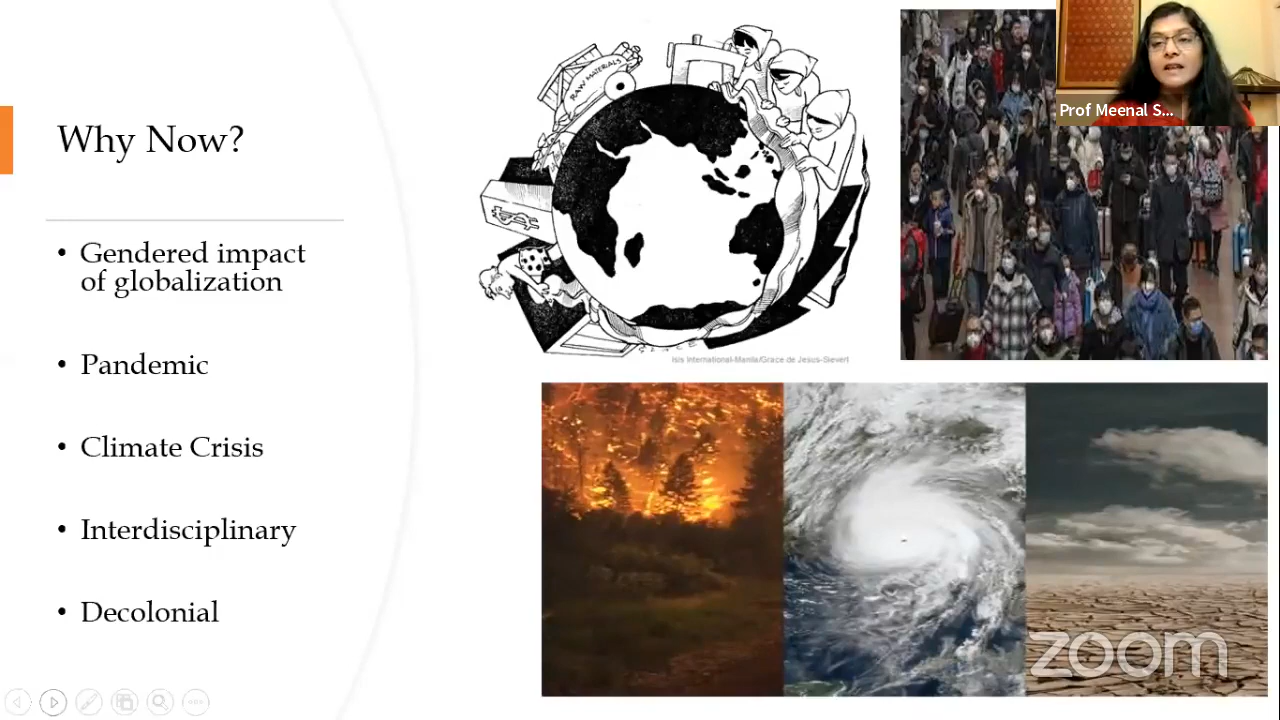 Why Now?
• Gendered impact
of globalization
• Pandemic
• Climate Crisis
• Interdisciplinary
• Decolonial
RAW MATERIALS
Isis International-Manila/Grace de Jesus-Sievert
Prof Meenal S...
zoom